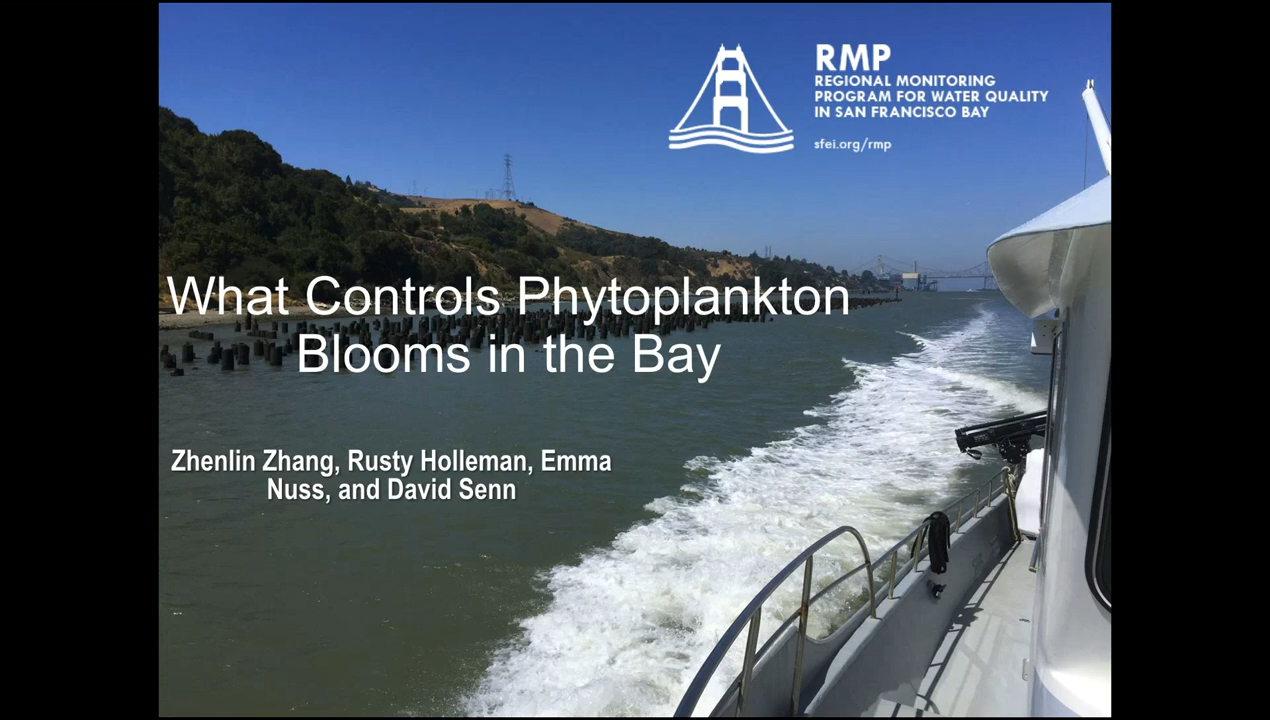 RMP
REGIONAL MONITORING
PROGRAM FOR WATER QUALITY
IN SAN FRANCISCO BAY
sfei.org/rmp
What Controls Phytoplankton
Blooms in the Bay
Zhenlin Zhang, Rusty Holleman, Emma
Nuss, and David Senn